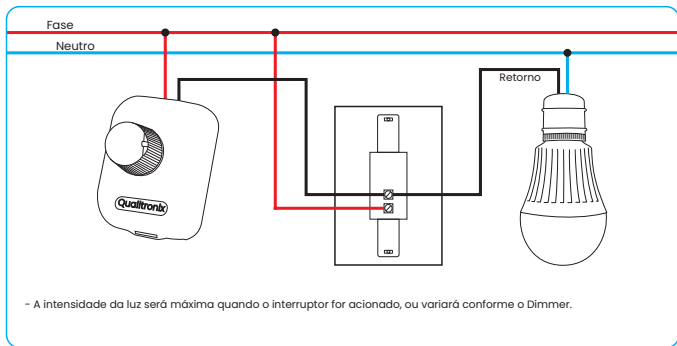 Fase
Neutro
Retorno
Qualitronix
- A intensidade da luz será máxima quando o interruptor for acionado, ou variará conforme o Dimmer.